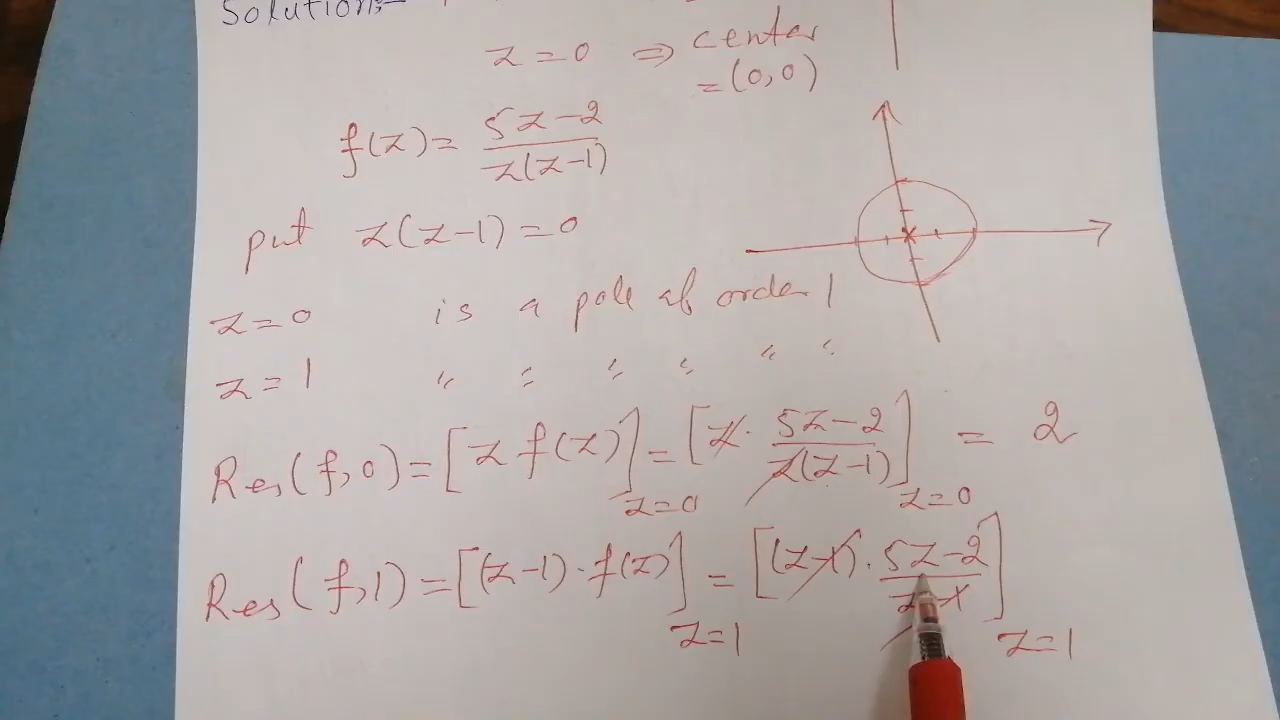 Solution:-
z = 0 ⇒ center
= (0,0)
f(z) = (5z-2)/(z(z-1))
put z(z-1) = 0
z = 0 is a pole of order 1
z = 1 " " " " " "
Res(f,0) = [z f(z)]_{z=0} = [z · (5z-2)/(z(z-1))]_{z=0} = 2
Res(f,1) = [(z-1) · f(z)]_{z=1} = [(z-1) · (5z-2)/(z-1)]_{z=1}